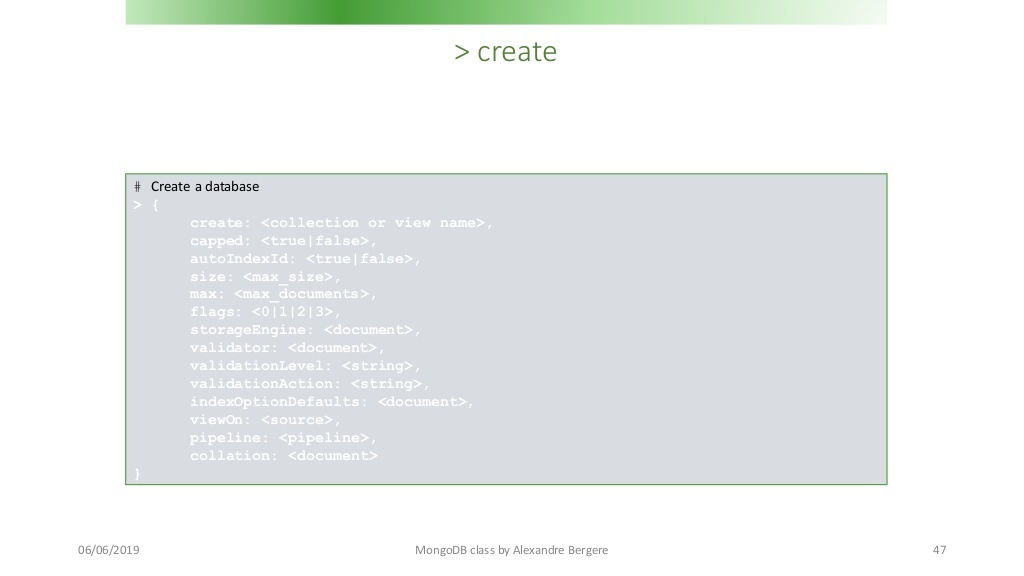 > create
# Create a database
> {
create: <collection or view name>,
capped: <true|false>,
autoIndexId: <true|false>,
size: <max_size>,
max: <max_documents>,
flags: <0|1|2|3>,
storageEngine: <document>,
validator: <document>,
validationLevel: <string>,
validationAction: <string>,
indexOptionDefaults: <document>,
viewOn: <source>,
pipeline: <pipeline>,
collation: <document>
}
06/06/2019 MongoDB class by Alexandre Bergere 47